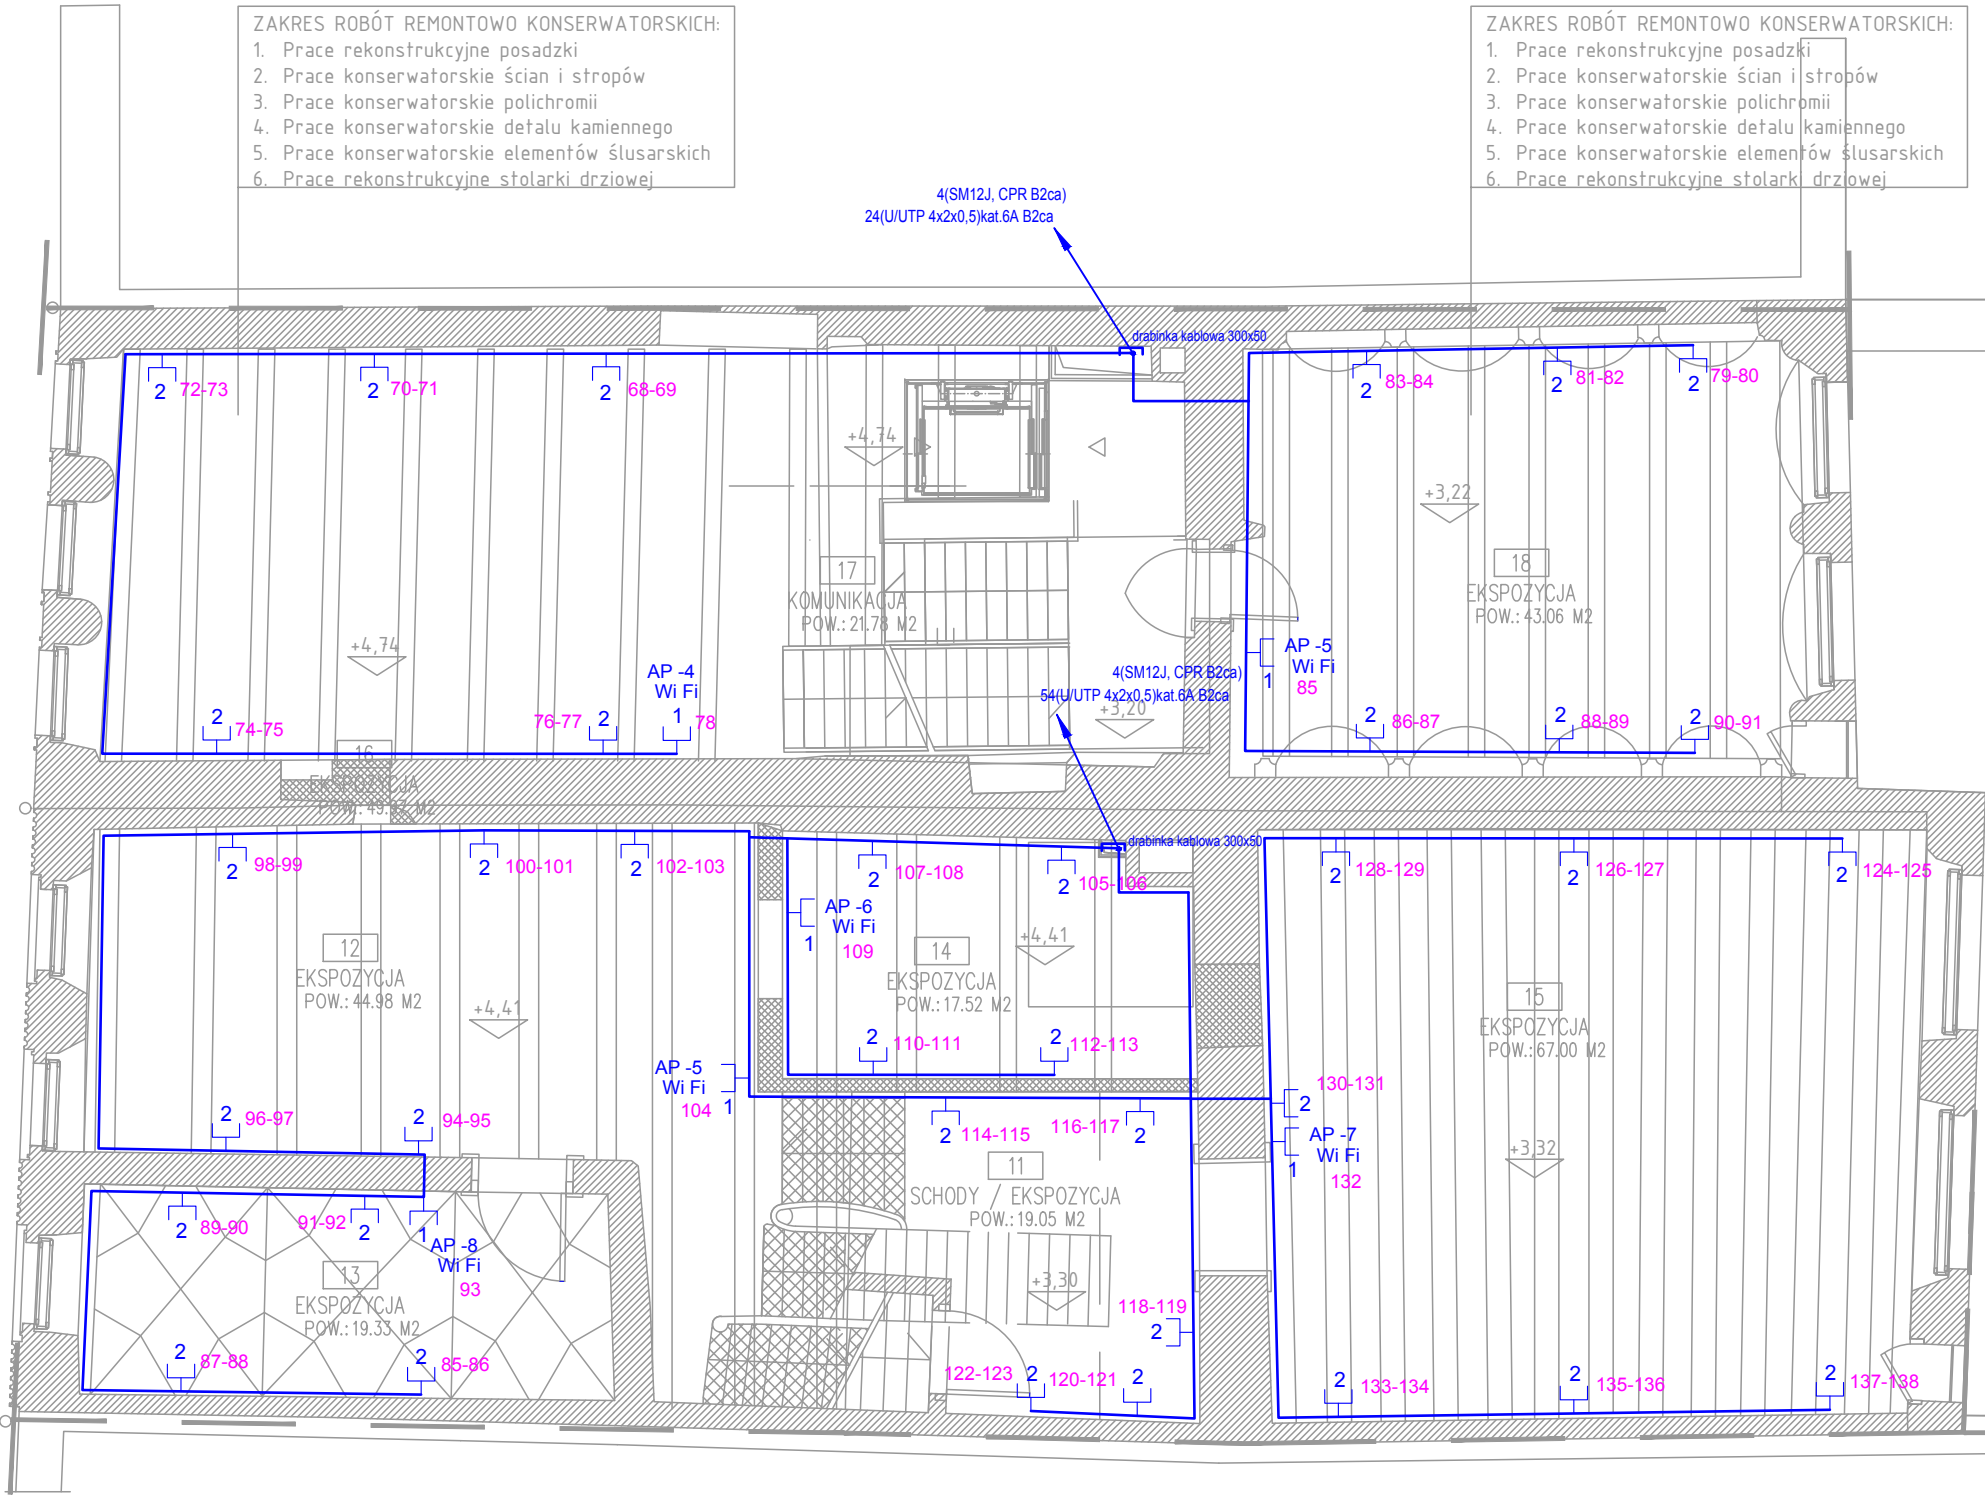 ZAKRES ROBÓT REMONTOWO KONSERWATORSKICH:
1. Prace rekonstrukcyjne posadzki
2. Prace konserwatorskie ścian i stropów
3. Prace konserwatorskie polichromii
4. Prace konserwatorskie detalu kamiennego
5. Prace konserwatorskie elementów ślusarskich
6. Prace rekonstrukcyjne stolarki drziowej
ZAKRES ROBÓT REMONTOWO KONSERWATORSKICH:
1. Prace rekonstrukcyjne posadzki
2. Prace konserwatorskie ścian i stropów
3. Prace konserwatorskie polichromii
4. Prace konserwatorskie detalu kamiennego
5. Prace konserwatorskie elementów ślusarskich
6. Prace rekonstrukcyjne stolarki drziowej
4(SM12J, CPR B2ca)
24(U/UTP 4x2x0,5)kat.6A B2ca
drabinka kablowa 300x50
2 72-73
2 70-71
2 68-69
2 83-84
2 81-82
2 79-80
+4,74
+3,22
17
KOMUNIKACJA
POW.: 21.78 M2
18
EKSPOZYCJA
POW.: 43.06 M2
+4,74
AP -4
Wi Fi
1 78
2 74-75
76-77 2
4(SM12J, CPR B2ca)
54(U/UTP 4x2x0,5)kat.6A B2ca
+3,20
AP -5
Wi Fi
1 85
2 86-87
2 88-89
2 90-91
16
EKSPOZYCJA
POW.: 49.97 M2
drabinka kablowa 300x50
2 98-99
2 100-101
2 102-103
2 107-108
2 105-106
2 128-129
2 126-127
2 124-125
AP -6
Wi Fi
1 109
12
EKSPOZYCJA
POW.: 44.98 M2
+4,41
14
EKSPOZYCJA
POW.: 17.52 M2
+4,41
15
EKSPOZYCJA
POW.: 67.00 M2
2 110-111
2 112-113
AP -5
Wi Fi
104 1
130-131
2
2 96-97
2 94-95
2 114-115
116-117 2
AP -7
Wi Fi
1 132
+3,32
11
SCHODY / EKSPOZYCJA
POW.: 19.05 M2
2 89-90
91-92 2
1
AP -8
Wi Fi
93
13
EKSPOZYCJA
POW.: 19.33 M2
+3,30
118-119
2
2 87-88
2 85-86
122-123 2
120-121 2
2 133-134
2 135-136
2 137-138